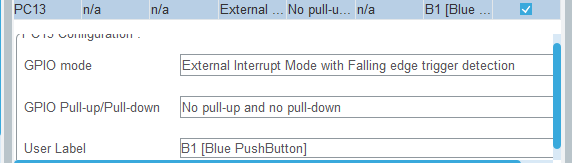 PC13 n/a n/a External ... No pull-u... n/a B1 [Blue ...
PC13 Configuration :
GPIO mode External Interrupt Mode with Falling edge trigger detection
GPIO Pull-up/Pull-down No pull-up and no pull-down
User Label B1 [Blue PushButton]